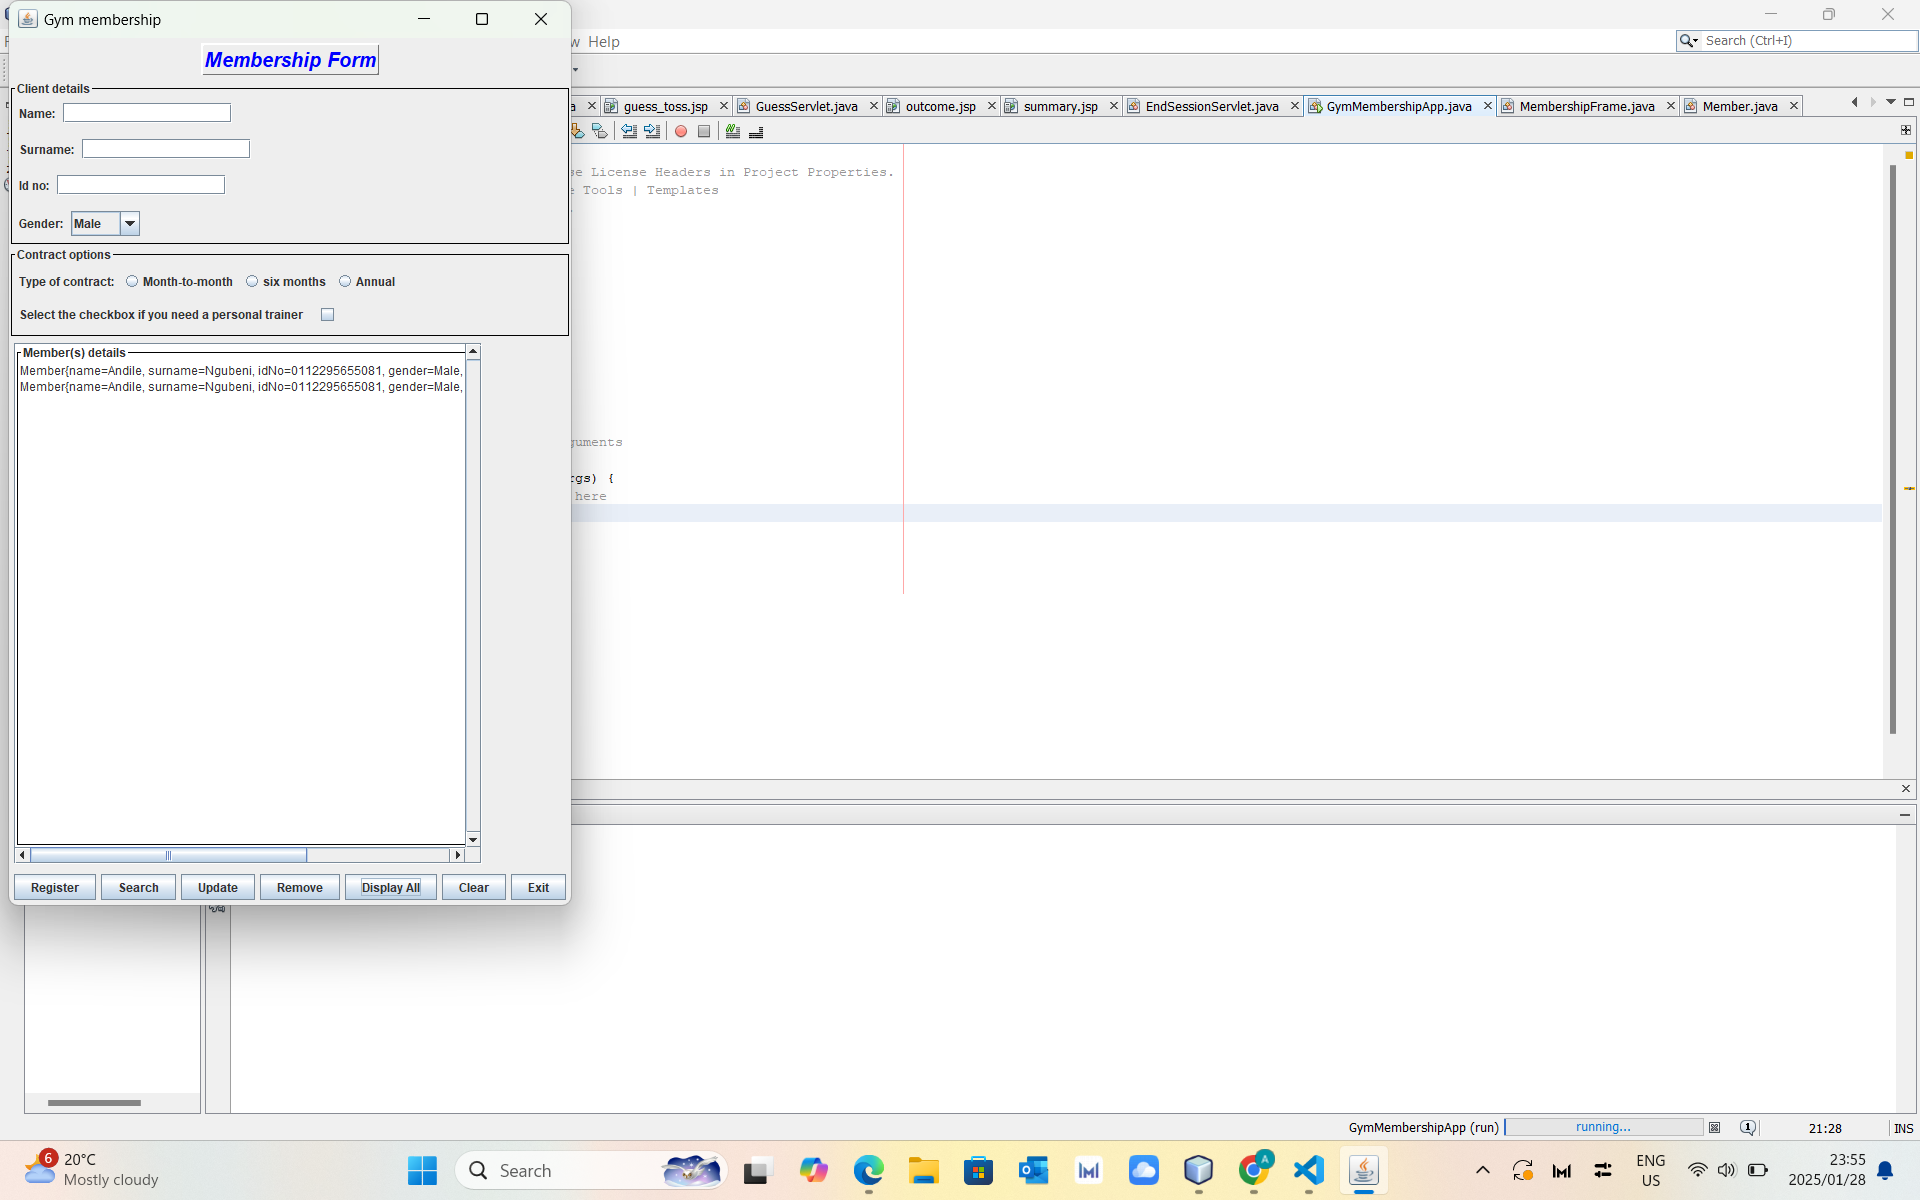 Gym membership
w Help
Search (Ctrl+I)
Membership Form
Client details
Name:
Surname:
Id no:
Gender: Male
Contract options
Type of contract: Month-to-month six months Annual
Select the checkbox if you need a personal trainer
Member(s) details
Member{name=Andile, surname=Ngubeni, idNo=0112295655081, gender=Male,
Member{name=Andile, surname=Ngubeni, idNo=0112295655081, gender=Male,
Register Search Update Remove Display All Clear Exit
a guess_toss.jsp GuessServlet.java outcome.jsp summary.jsp EndSessionServlet.java GymMembershipApp.java MembershipFrame.java Member.java
se License Headers in Project Properties.
e Tools | Templates
guments
rgs) {
here
GymMembershipApp (run) running... 1 21:28 INS
6 20°C
Mostly cloudy
Search
A
ENG
US
23:55
2025/01/28